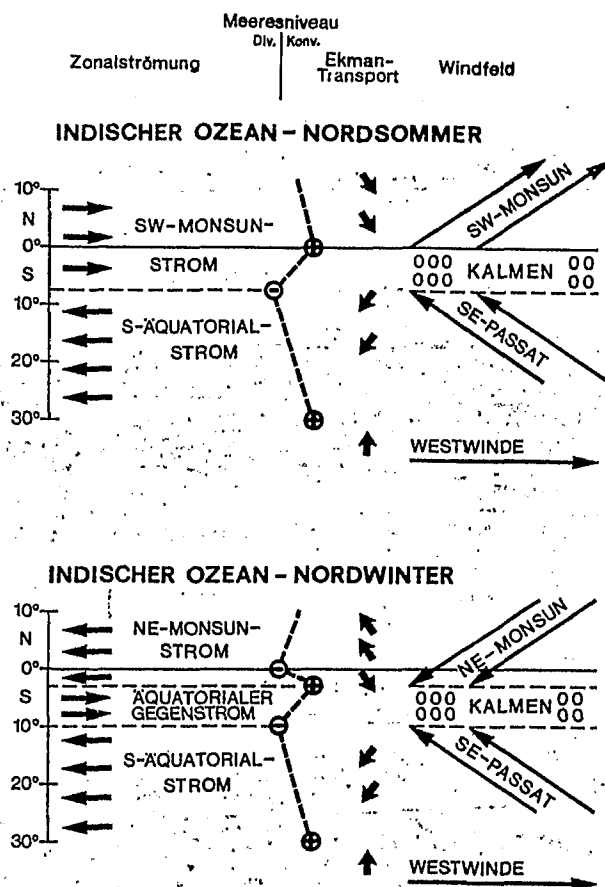 Meeresniveau
Div. Konv.
Zonalströmung
Ekman-
Transport
Windfeld
INDISCHER OZEAN – NORDSOMMER
10°
N
0°
S
10°
20°
30°
SW-MONSUN-
STROM
S-ÄQUATORIAL-
STROM
SW-MONSUN
000 KALMEN 00
000 00
SE-PASSAT
WESTWINDE
INDISCHER OZEAN – NORDWINTER
10°
N
0°
S
10°
20°
30°
NE-MONSUN-
STROM
ÄQUATORIALER
GEGENSTROM
S-ÄQUATORIAL-
STROM
NE-MONSUN
000 KALMEN 00
000 00
SE-PASSAT
WESTWINDE